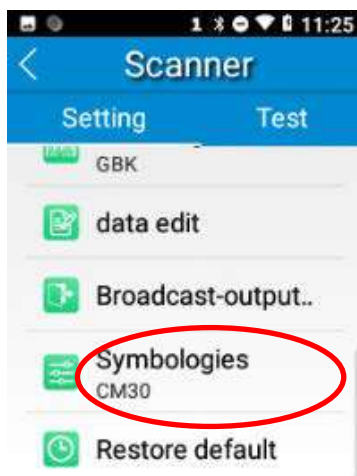 1 11:25
Scanner
Setting Test
GBK
data edit
Broadcast-output..
Symbologies
CM30
Restore default